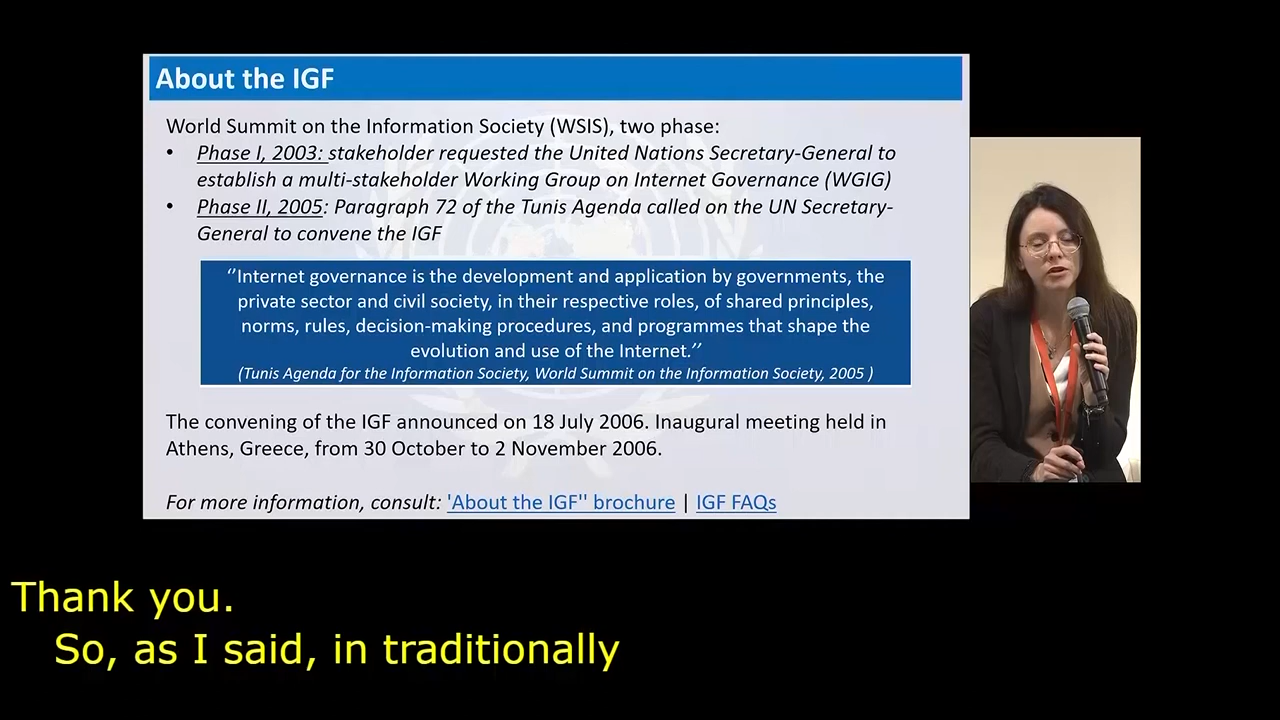 About the IGF
World Summit on the Information Society (WSIS), two phase:
• Phase I, 2003: stakeholder requested the United Nations Secretary-General to
establish a multi-stakeholder Working Group on Internet Governance (WGIG)
• Phase II, 2005: Paragraph 72 of the Tunis Agenda called on the UN Secretary-
General to convene the IGF
‘’Internet governance is the development and application by governments, the
private sector and civil society, in their respective roles, of shared principles,
norms, rules, decision-making procedures, and programmes that shape the
evolution and use of the Internet.’’
(Tunis Agenda for the Information Society, World Summit on the Information Society, 2005 )
The convening of the IGF announced on 18 July 2006. Inaugural meeting held in
Athens, Greece, from 30 October to 2 November 2006.
For more information, consult: 'About the IGF'' brochure | IGF FAQs
Thank you.
So, as I said, in traditionally